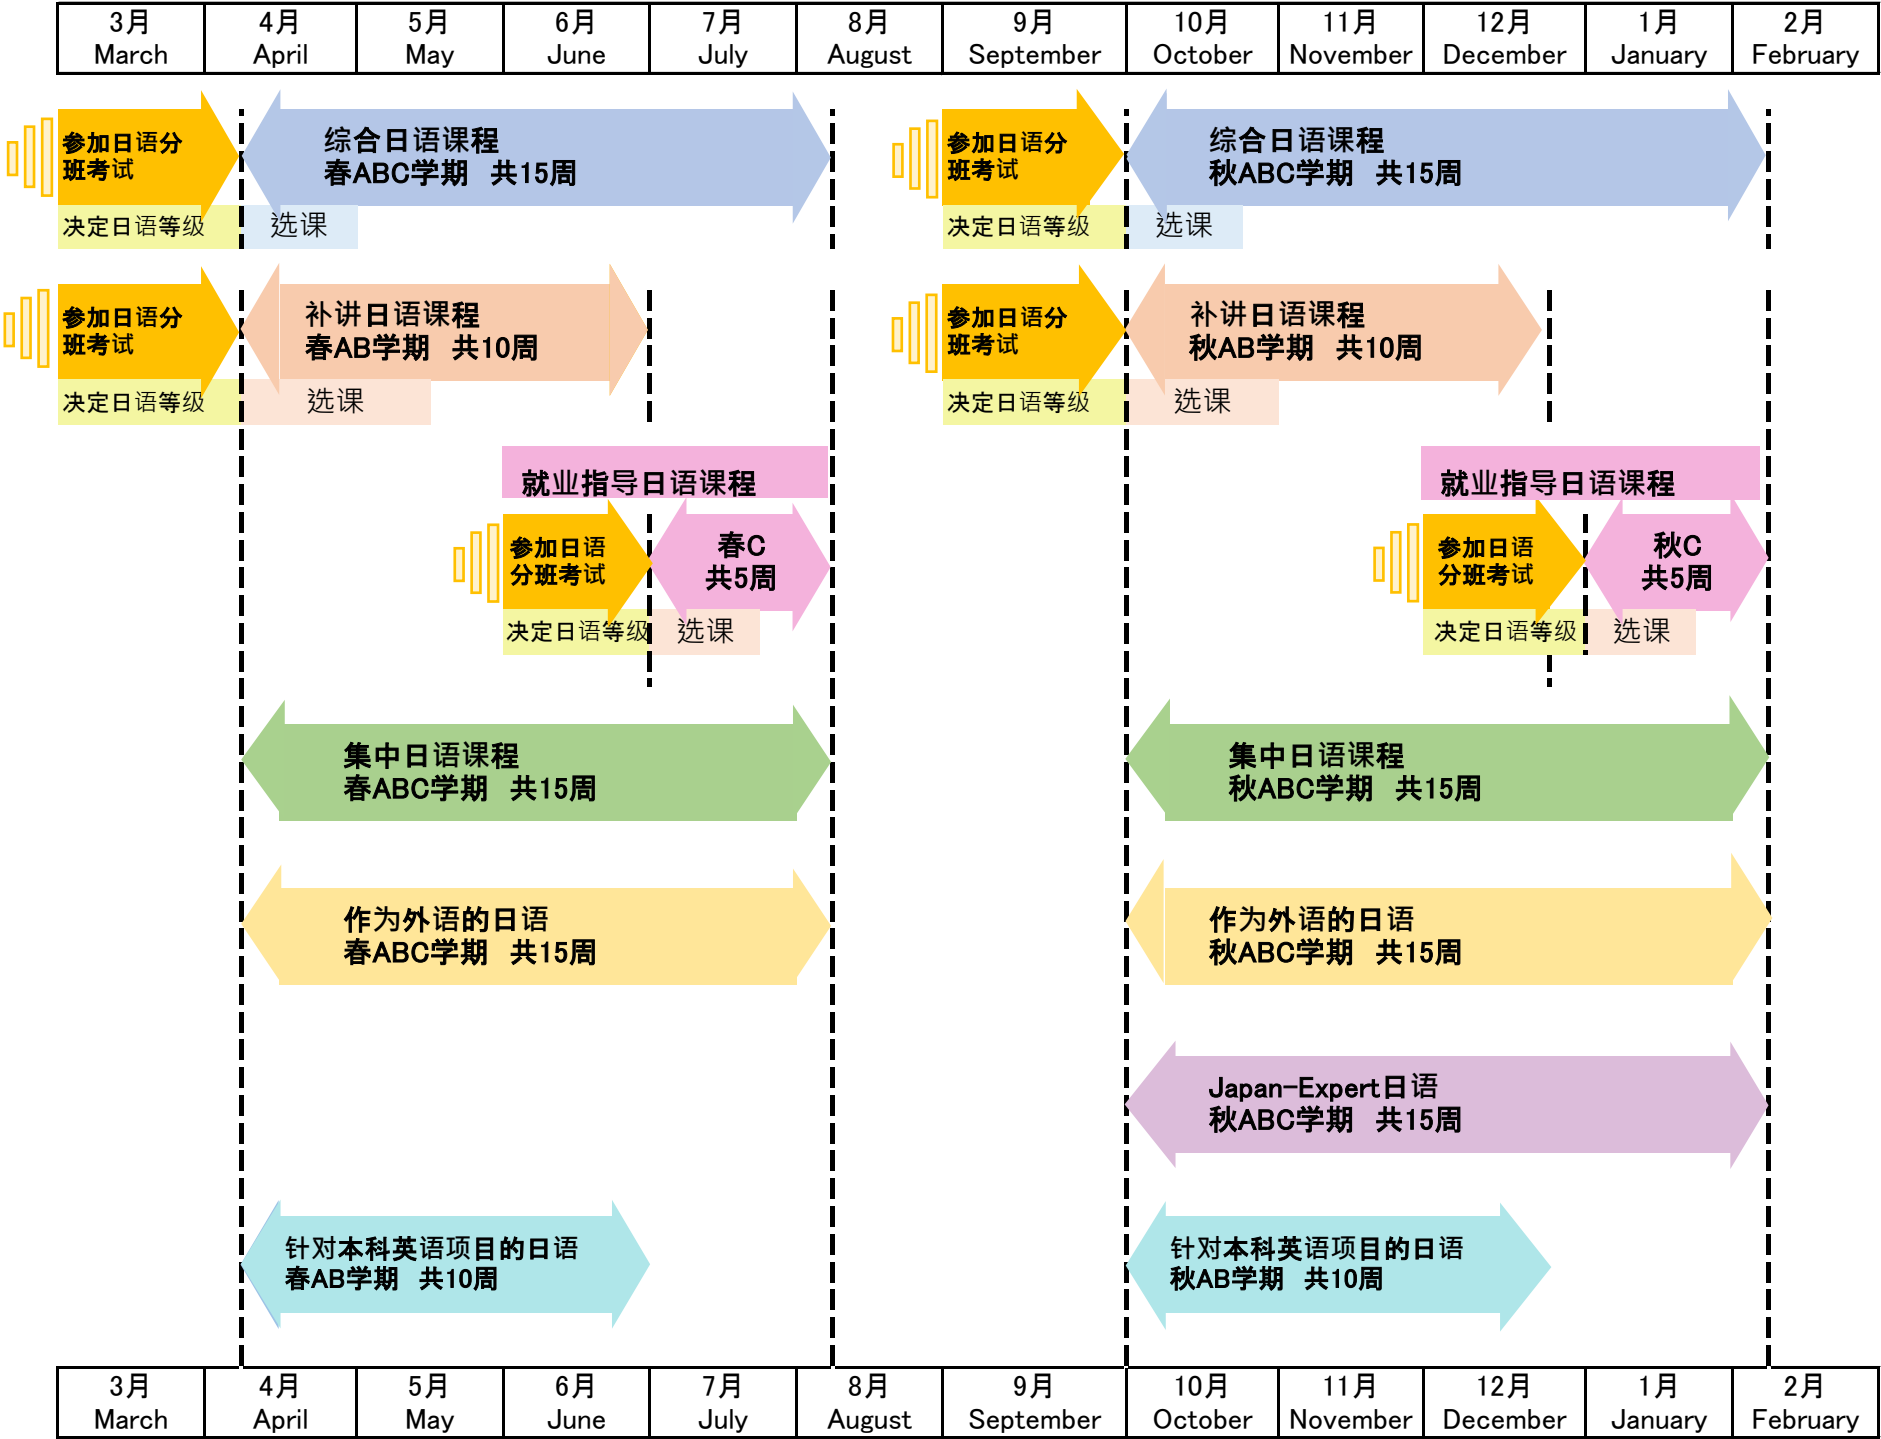 3月 4月 5月 6月 7月 8月 9月 10月 11月 12月 1月 2月
March April May June July August September October November December January February
参加日语分
班考试
决定日语等级
综合日语课程
春ABC学期　共15周
选课
参加日语分
班考试
决定日语等级
综合日语课程
秋ABC学期　共15周
选课
参加日语分
班考试
决定日语等级
补讲日语课程
春AB学期　共10周
选课
参加日语分
班考试
决定日语等级
补讲日语课程
秋AB学期　共10周
选课
就业指导日语课程
参加日语
分班考试
决定日语等级
春C
共5周
选课
就业指导日语课程
参加日语
分班考试
决定日语等级
秋C
共5周
选课
集中日语课程
春ABC学期　共15周
集中日语课程
秋ABC学期　共15周
作为外语的日语
春ABC学期　共15周
作为外语的日语
秋ABC学期　共15周
Japan-Expert日语
秋ABC学期　共15周
针对本科英语项目的日语
春AB学期　共10周
针对本科英语项目的日语
秋AB学期　共10周
3月 4月 5月 6月 7月 8月 9月 10月 11月 12月 1月 2月
March April May June July August September October November December January February